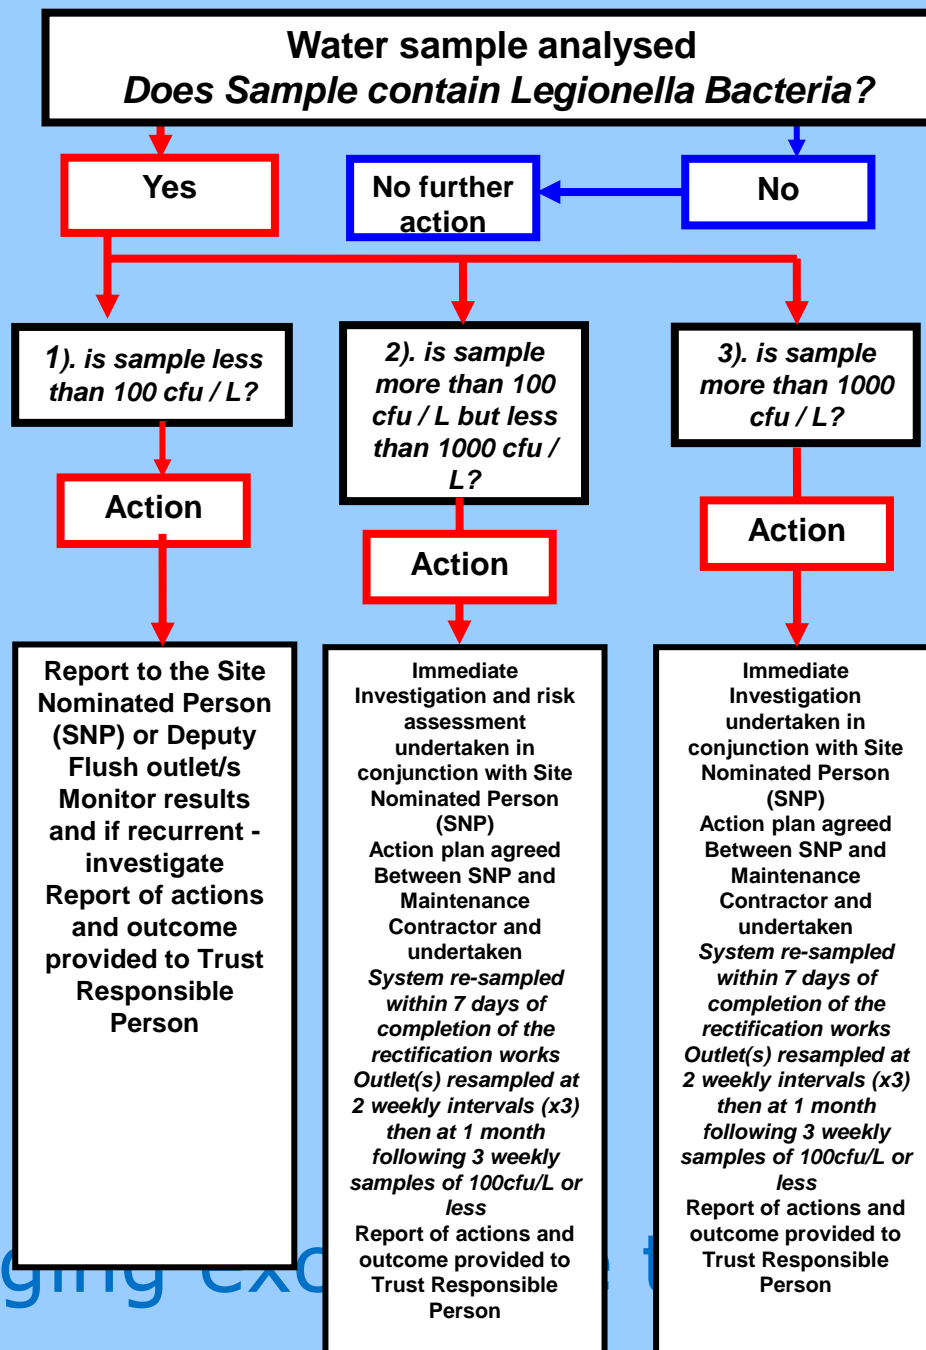 Water sample analysed
Does Sample contain Legionella Bacteria?
Yes
No further
action
No
1). is sample less
than 100 cfu / L?
2). is sample
more than 100
cfu / L but less
than 1000 cfu /
L?
3). is sample
more than 1000
cfu / L?
Action
Action
Action
Report to the Site
Nominated Person
(SNP) or Deputy
Flush outlet/s
Monitor results
and if recurrent -
investigate
Report of actions
and outcome
provided to Trust
Responsible
Person
Immediate
Investigation and risk
assessment
undertaken in
conjunction with Site
Nominated Person
(SNP)
Action plan agreed
Between SNP and
Maintenance
Contractor and
undertaken
System re-sampled
within 7 days of
completion of the
rectification works
Outlet(s) resampled at
2 weekly intervals (x3)
then at 1 month
following 3 weekly
samples of 100cfu/L or
less
Report of actions and
outcome provided to
Trust Responsible
Person
Immediate
Investigation
undertaken in
conjunction with Site
Nominated Person
(SNP)
Action plan agreed
Between SNP and
Maintenance
Contractor and
undertaken
System re-sampled
within 7 days of
completion of the
rectification works
Outlet(s) resampled at
2 weekly intervals (x3)
then at 1 month
following 3 weekly
samples of 100cfu/L or
less
Report of actions and
outcome provided to
Trust Responsible
Person